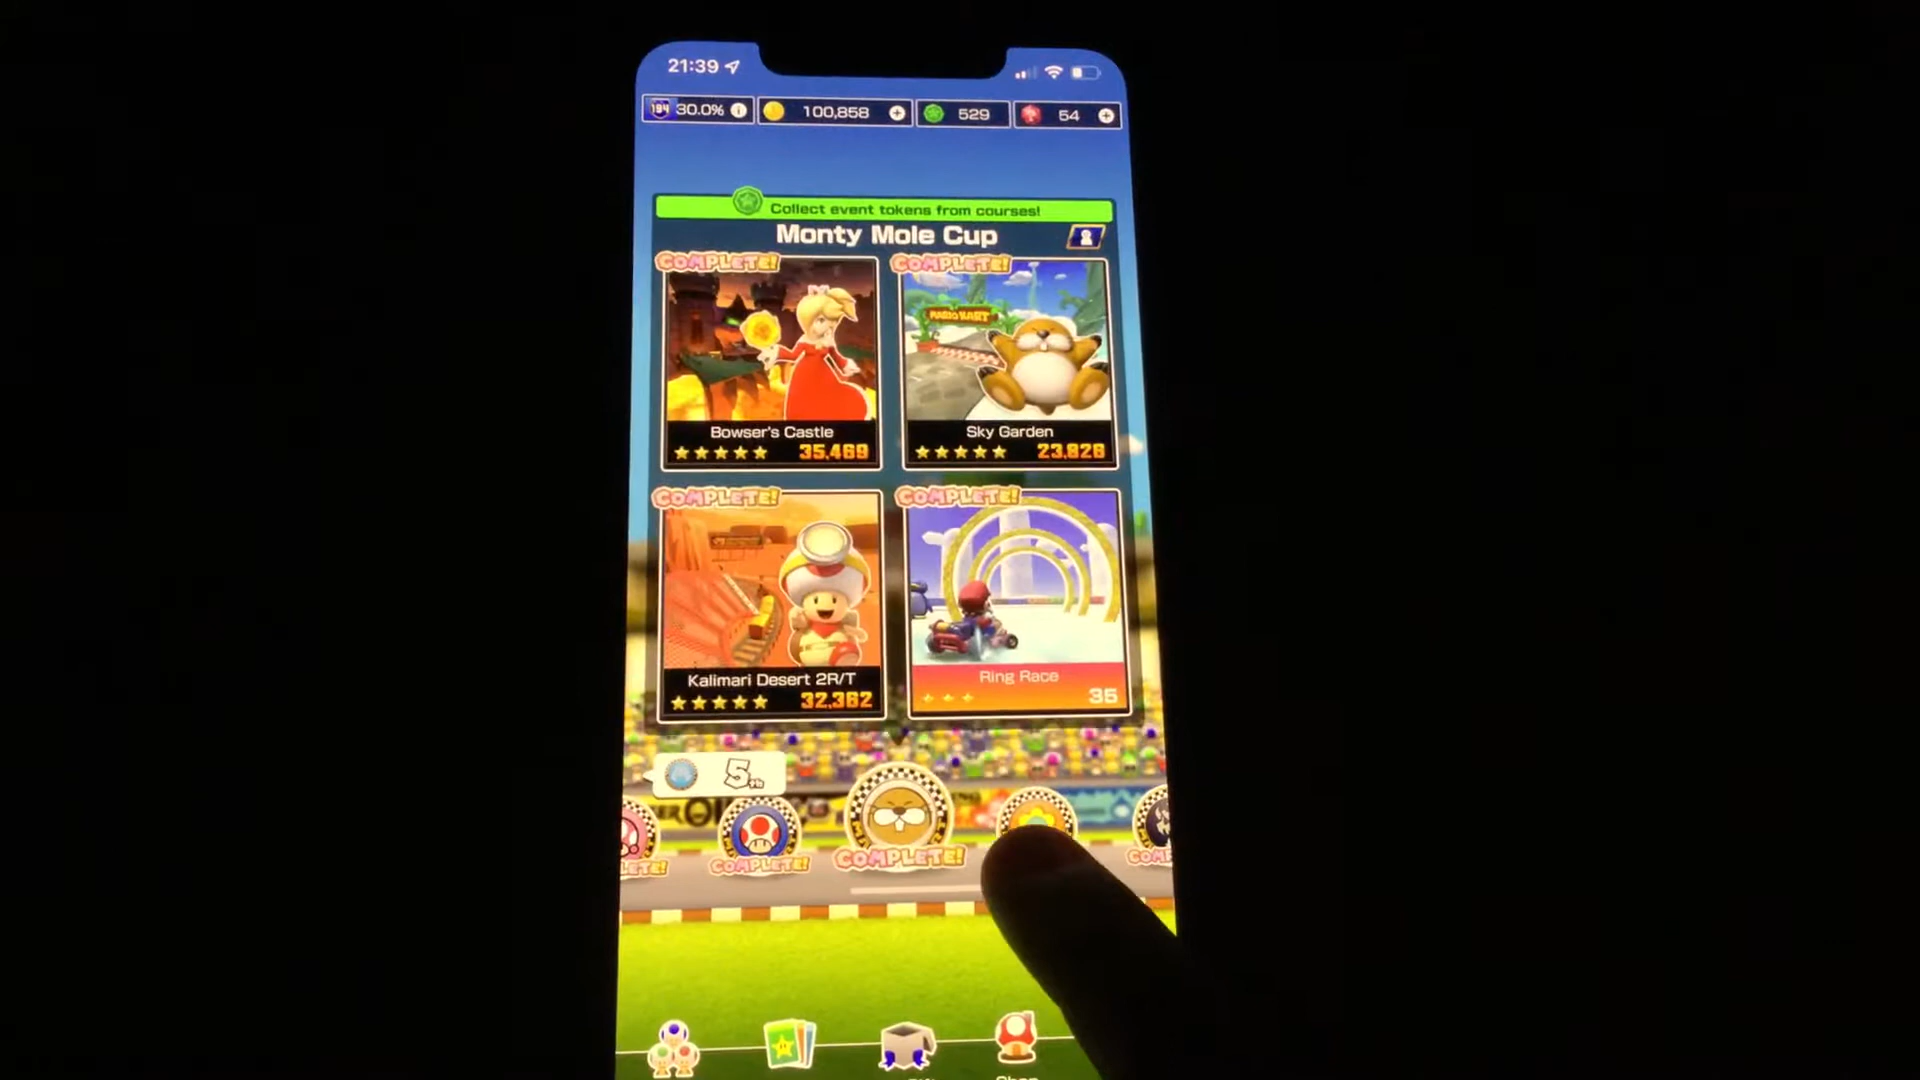 21:39
194 30.0% 100,858 529 54
Collect event tokens from courses!
Monty Mole Cup
COMPLETE! COMPLETE!
MARIO KART
Bowser's Castle Sky Garden
35,469 23,826
COMPLETE! COMPLETE!
Kalimari Desert 2R/T Ring Race
32,362 35
5th
COMPLETE! COMPLETE!